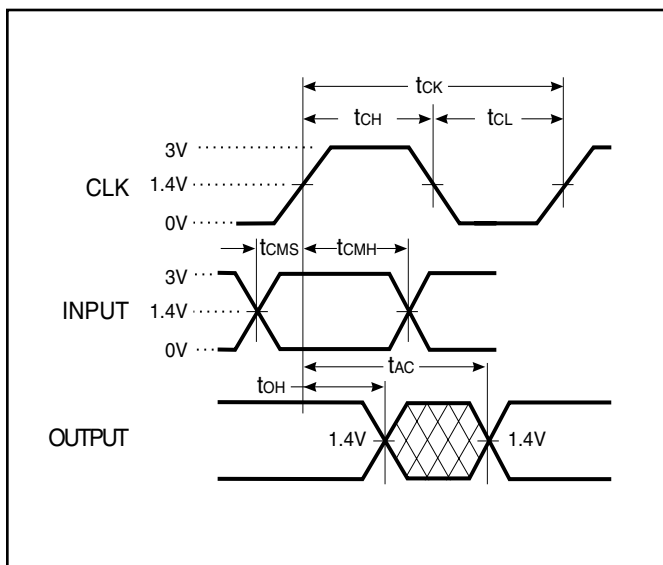 tCK
tCH tCL
3V
CLK 1.4V
0V
tCMS tCMH
3V
INPUT 1.4V
0V
tAC
tOH
OUTPUT 1.4V 1.4V